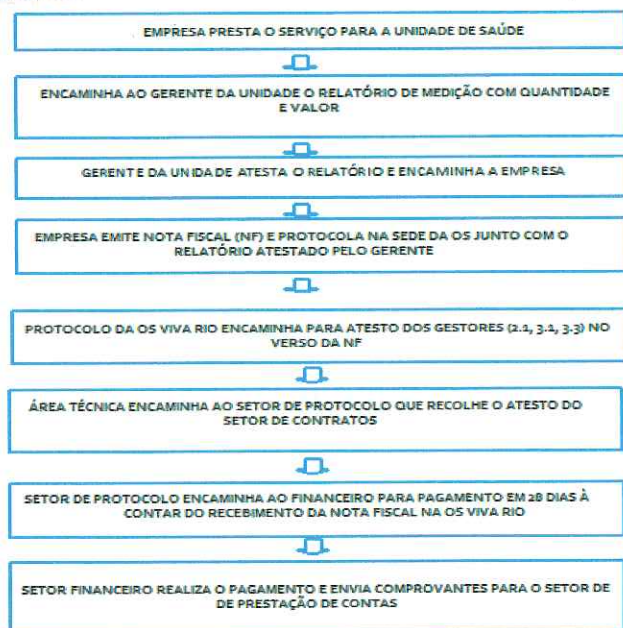 EMPRESA PRESTA O SERVIÇO PARA A UNIDADE DE SAÚDE
ENCAMINHA AO GERENTE DA UNIDADE O RELATÓRIO DE MEDIÇÃO COM QUANTIDADE
E VALOR
GERENTE DA UNIDADE ATESTA O RELATÓRIO E ENCAMINHA A EMPRESA
EMPRESA EMITE NOTA FISCAL (NF) E PROTOCOLA NA SEDE DA OS JUNTO COM O
RELATÓRIO ATESTADO PELO GERENTE
PROTOCOLO DA OS VIVA RIO ENCAMINHA PARA ATESTO DOS GESTORES (2.1, 3.1, 3.3) NO
VERSO DA NF
ÁREA TÉCNICA ENCAMINHA AO SETOR DE PROTOCOLO QUE RECOLHE O ATESTO DO
SETOR DE CONTRATOS
SETOR DE PROTOCOLO ENCAMINHA AO FINANCEIRO PARA PAGAMENTO EM 28 DIAS À
CONTAR DO RECEBIMENTO DA NOTA FISCAL NA OS VIVA RIO
SETOR FINANCEIRO REALIZA O PAGAMENTO E ENVIA COMPROVANTES PARA O SETOR DE
DE PRESTAÇÃO DE CONTAS